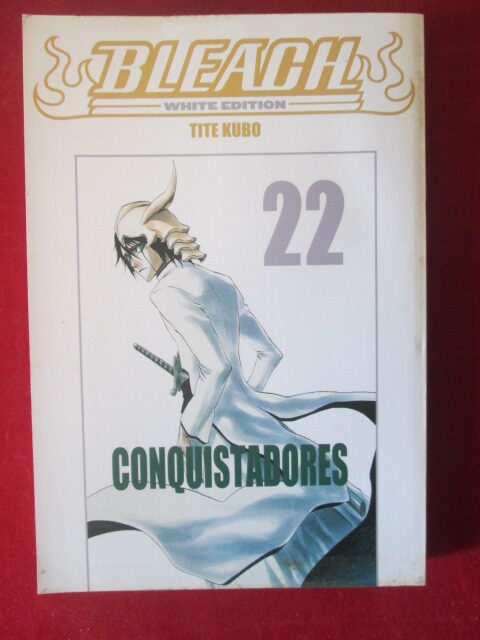 BLEACH
WHITE EDITION
TITE KUBO
22
CONQUISTADORES